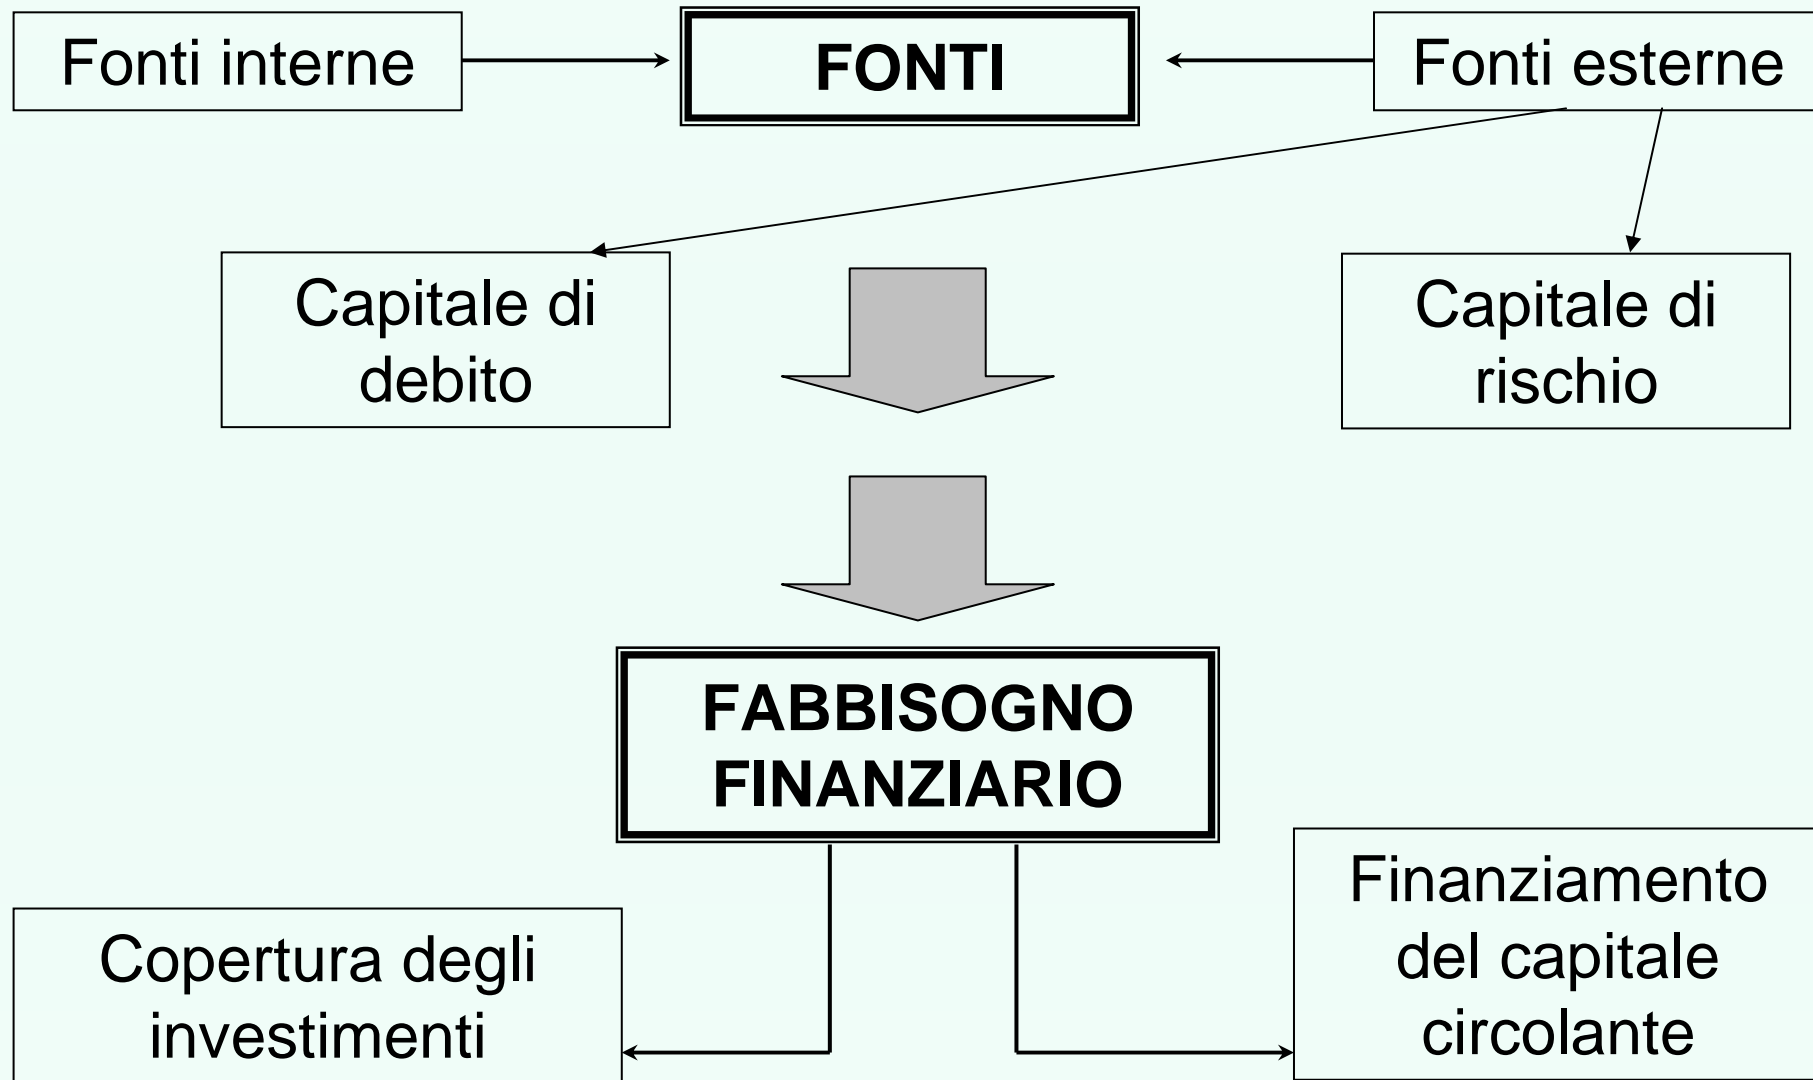 Fonti interne
FONTI
Fonti esterne
Capitale di
debito
Capitale di
rischio
FABBISOGNO
FINANZIARIO
Copertura degli
investimenti
Finanziamento
del capitale
circolante